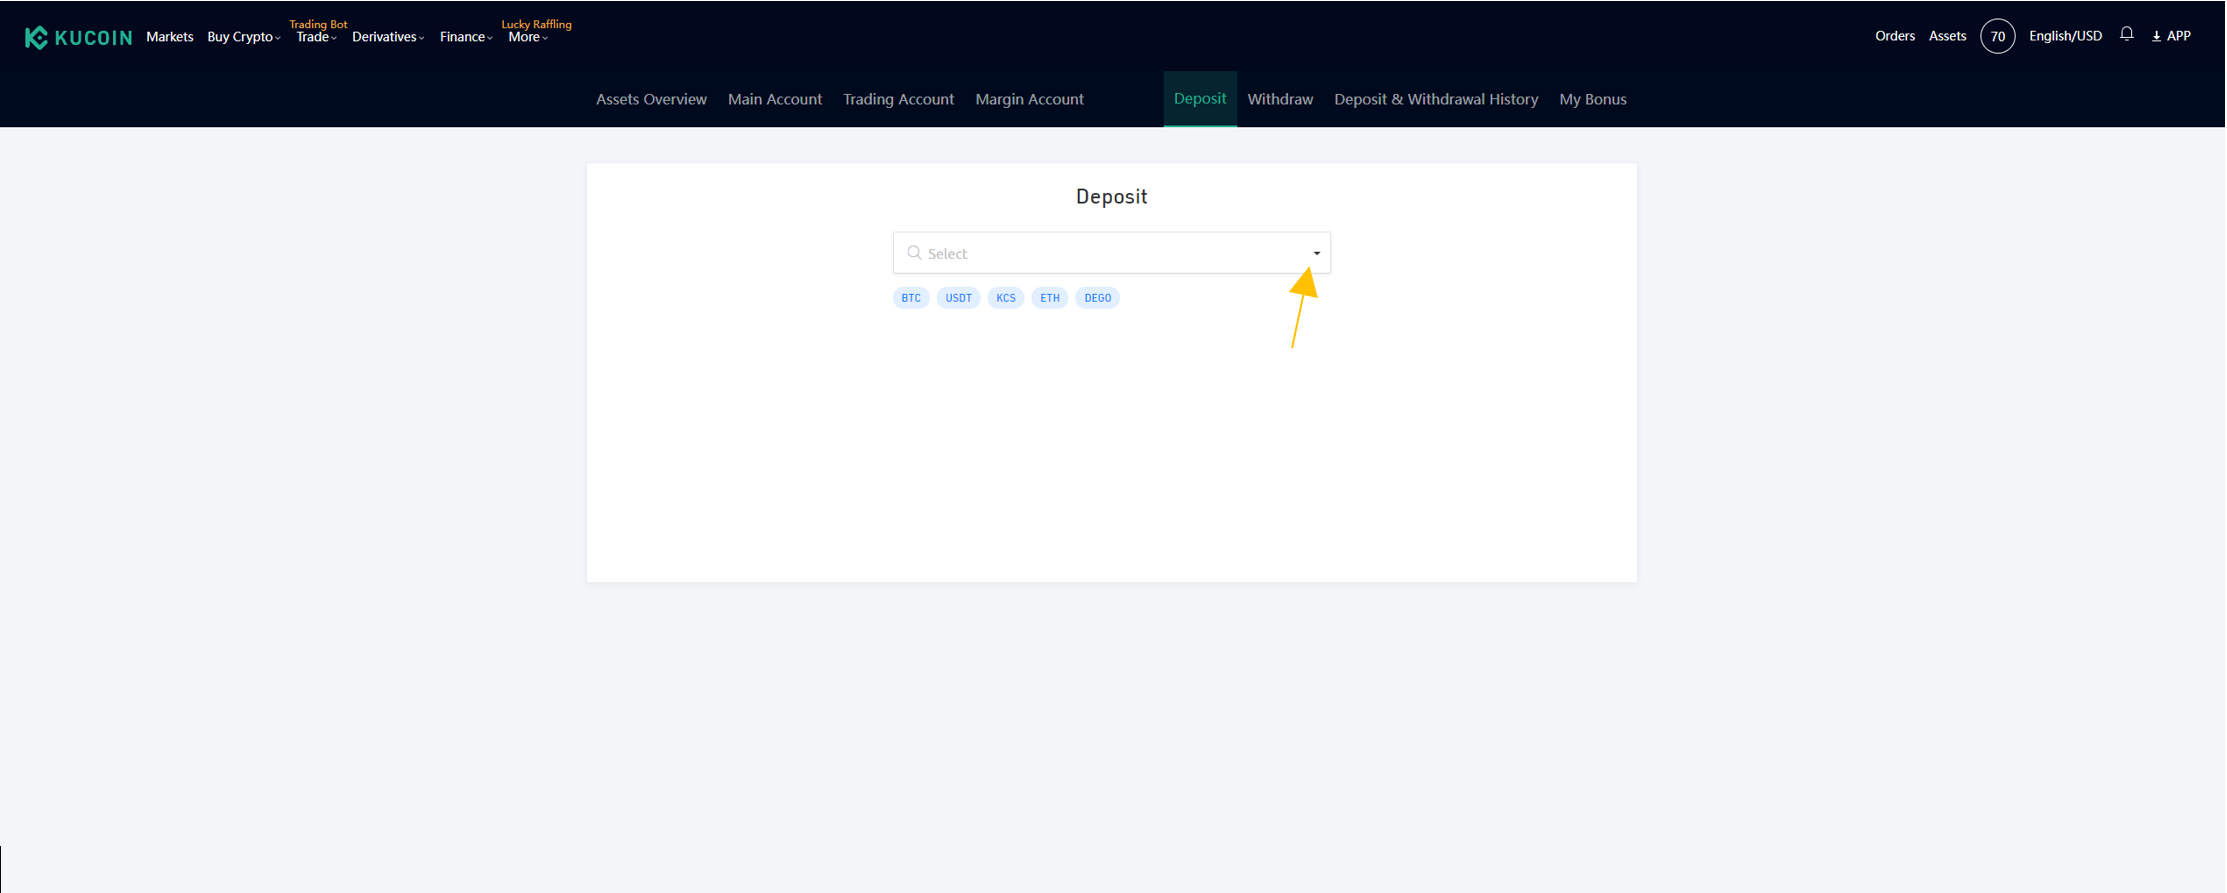 Trading Bot Lucky Raffling
KUCOIN Markets Buy Crypto Trade Derivatives Finance More Orders Assets 70 English/USD APP
Assets Overview Main Account Trading Account Margin Account Deposit Withdraw Deposit & Withdrawal History My Bonus
Deposit
Select
BTC USDT KCS ETH DEGO